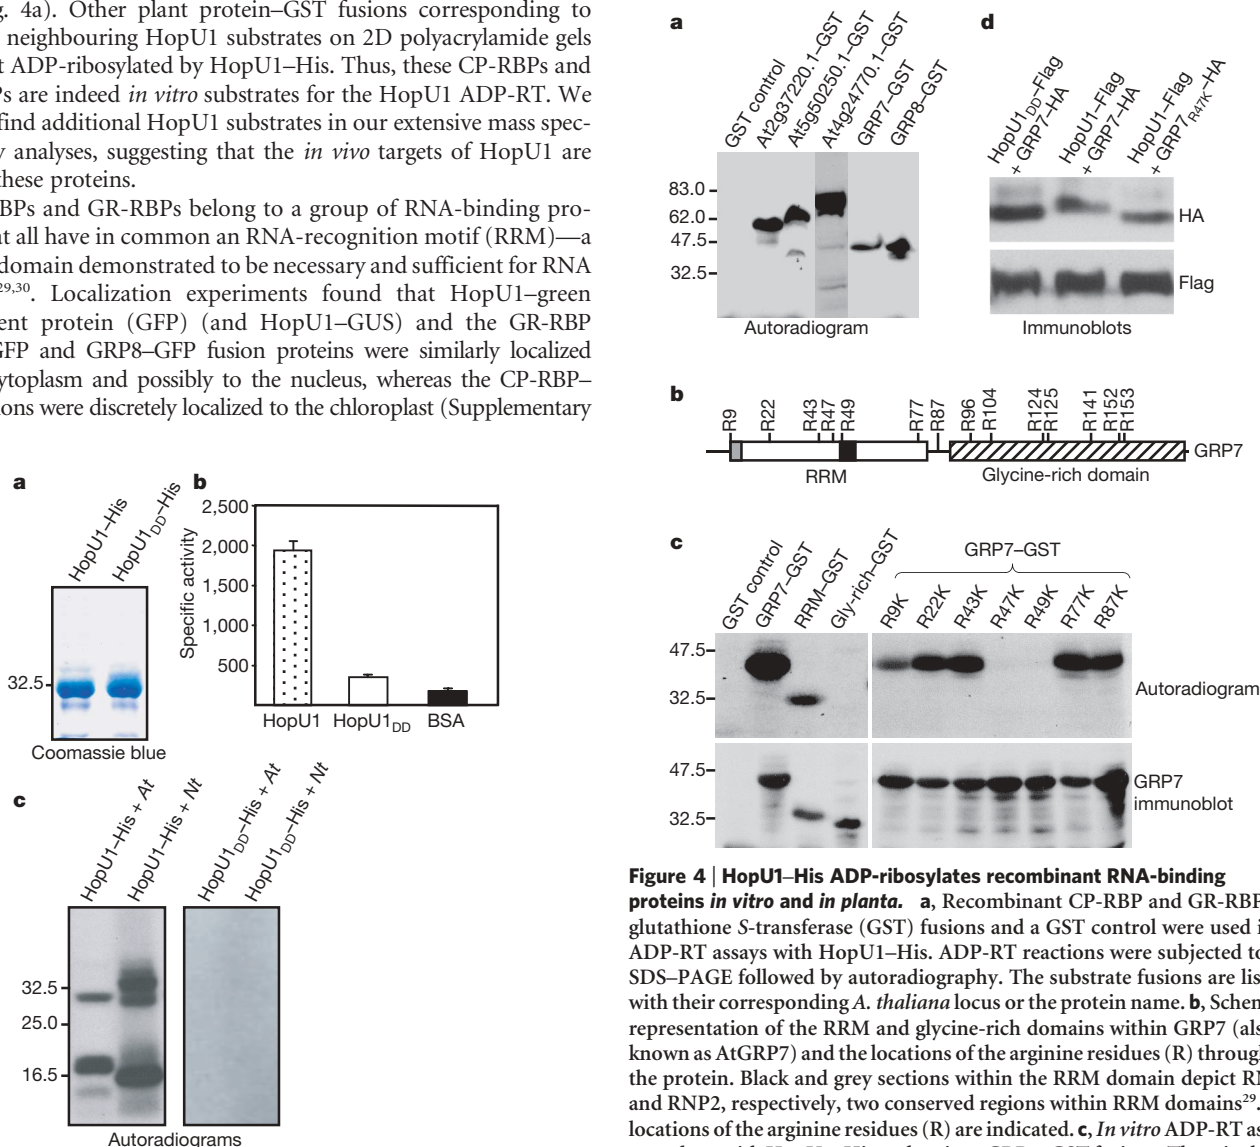 g. 4a). Other plant protein–GST fusions corresponding to
neighbouring HopU1 substrates on 2D polyacrylamide gels
t ADP-ribosylated by HopU1–His. Thus, these CP-RBPs and
Ps are indeed in vitro substrates for the HopU1 ADP-RT. We
find additional HopU1 substrates in our extensive mass spec-
y analyses, suggesting that the in vivo targets of HopU1 are
these proteins.
BPs and GR-RBPs belong to a group of RNA-binding pro-
at all have in common an RNA-recognition motif (RRM)—a
domain demonstrated to be necessary and sufficient for RNA
29,30. Localization experiments found that HopU1–green
ent protein (GFP) (and HopU1–GUS) and the GR-RBP
GFP and GRP8–GFP fusion proteins were similarly localized
ytoplasm and possibly to the nucleus, whereas the CP-RBP–
ions were discretely localized to the chloroplast (Supplementary
a
HopU1–His
HopU1DD–His
32.5
Coomassie blue
b
Specific activity
2,500
2,000
1,500
1,000
500
HopU1
HopU1DD
BSA
c
HopU1–His + At
HopU1–His + Nt
HopU1DD–His + At
HopU1DD–His + Nt
32.5
25.0
16.5
Autoradiograms
a
GST control
At2g37220.1–GST
At5g50250.1–GST
At4g24770.1–GST
GRP7–GST
GRP8–GST
83.0
62.0
47.5
32.5
Autoradiogram
d
HopU1DD–Flag
+ GRP7–HA
HopU1–Flag
+ GRP7–HA
HopU1–Flag
+ GRP7R47K–HA
HA
Flag
Immunoblots
b
R9
R22
R43
R47
R49
R77
R87
R96
R104
R124
R125
R141
R152
R153
GRP7
RRM
Glycine-rich domain
c
GST control
GRP7–GST
RRM–GST
Gly-rich–GST
GRP7–GST
R9K
R22K
R43K
R47K
R49K
R77K
R87K
47.5
32.5
Autoradiogram
47.5
32.5
GRP7
immunoblot
Figure 4 | HopU1–His ADP-ribosylates recombinant RNA-binding
proteins in vitro and in planta. a, Recombinant CP-RBP and GR-RBP
glutathione S-transferase (GST) fusions and a GST control were used i
ADP-RT assays with HopU1–His. ADP-RT reactions were subjected to
SDS–PAGE followed by autoradiography. The substrate fusions are lis
with their corresponding A. thaliana locus or the protein name. b, Schem
representation of the RRM and glycine-rich domains within GRP7 (als
known as AtGRP7) and the locations of the arginine residues (R) throug
the protein. Black and grey sections within the RRM domain depict RN
and RNP2, respectively, two conserved regions within RRM domains29.
locations of the arginine residues (R) are indicated. c, In vitro ADP-RT as